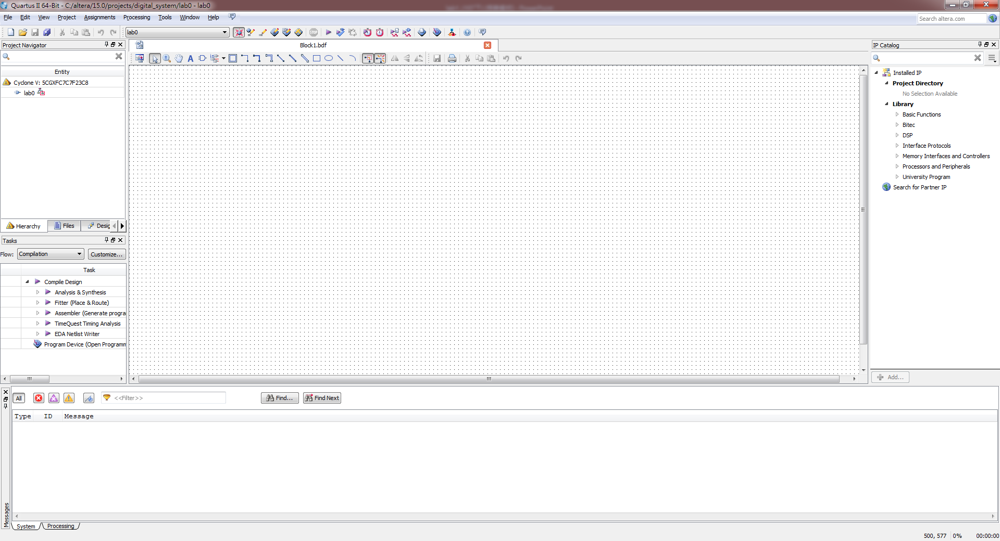 Quartus II 64-Bit - C:/altera/15.0/projects/digital_system/lab0 - lab0
File Edit View Project Assignments Processing Tools Window Help
Search altera.com
lab0
STOP
Project Navigator
Entity
Cyclone V: 5CGXFC7C7F23C8
lab0
Hierarchy Files Desig
Tasks
Flow: Compilation Customize...
Task
Compile Design
Analysis & Synthesis
Fitter (Place & Route)
Assembler (Generate progra
TimeQuest Timing Analysis
EDA Netlist Writer
Program Device (Open Programm
Block1.bdf
A
IP Catalog
Installed IP
Project Directory
No Selection Available
Library
Basic Functions
Bitec
DSP
Interface Protocols
Memory Interfaces and Controllers
Processors and Peripherals
University Program
Search for Partner IP
Add...
All <<Filter>> Find... Find Next
Type ID Message
Messages
System Processing
500, 577 0% 00:00:00